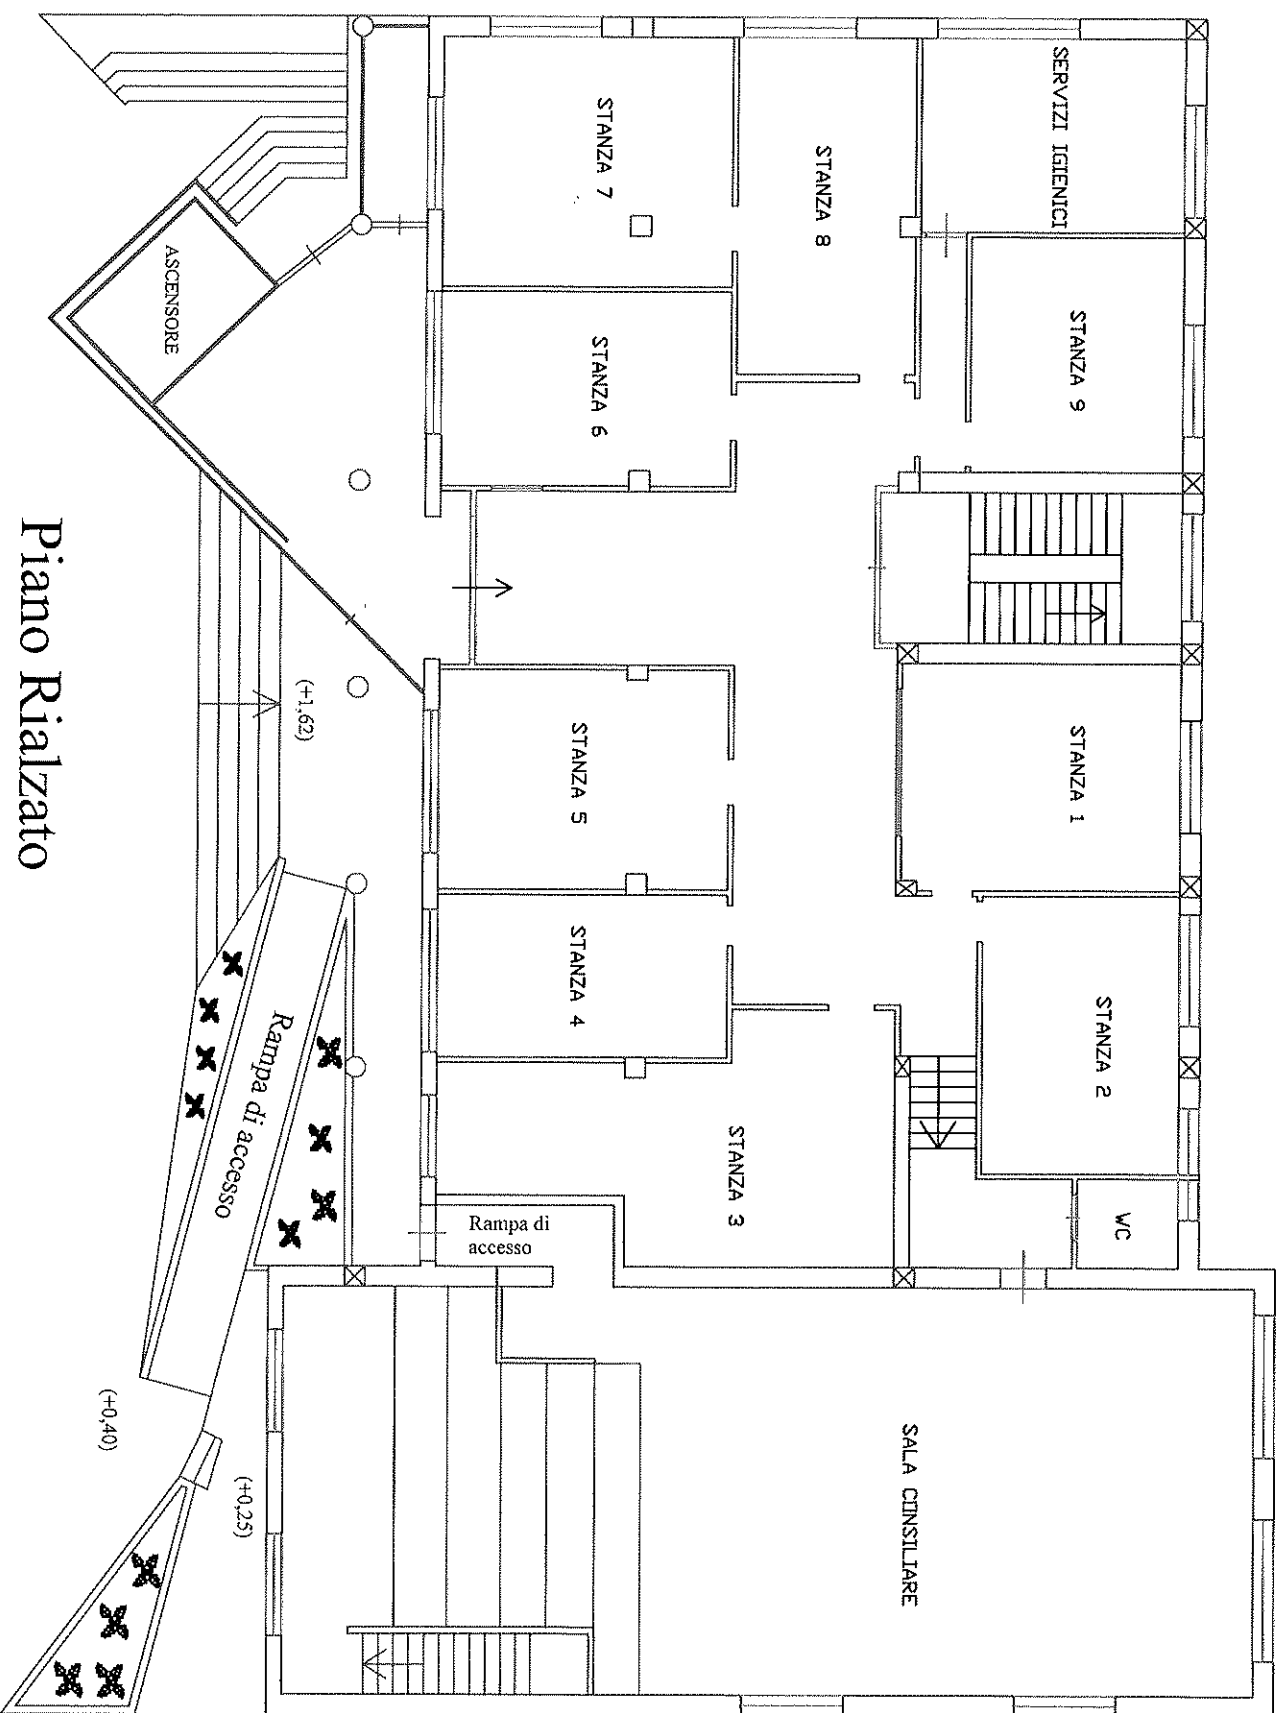 SERVIZI IGIENICI
STANZA 9
STANZA 1
STANZA 2
WC
STANZA 7
STANZA 8
STANZA 6
STANZA 5
STANZA 4
STANZA 3
SALA CONSILIARE
ASCENSORE
(+1,62)
Rampa di
accesso
Rampa di accesso
(+0,40)
(+0,25)
Piano Rialzato